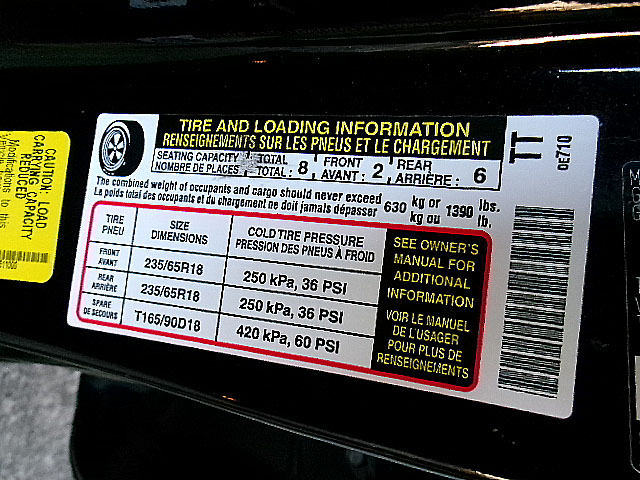 CAUTION: LOAD
CARRYING CAPACITY
REDUCED
Modifications to this
TIRE AND LOADING INFORMATION
RENSEIGNEMENTS SUR LES PNEUS ET LE CHARGEMENT
SEATING CAPACITY TOTAL FRONT REAR
NOMBRE DE PLACES TOTAL : 8 AVANT : 2 ARRIÈRE : 6
The combined weight of occupants and cargo should never exceed 630 kg or 1390 lbs.
Le poids total des occupants et du chargement ne doit jamais dépasser kg ou lb.
TIRE SIZE COLD TIRE PRESSURE
PNEU DIMENSIONS PRESSION DES PNEUS À FROID
FRONT
AVANT 235/65R18 250 kPa, 36 PSI
REAR
ARRIÈRE 235/65R18 250 kPa, 36 PSI
SPARE
DE SECOURS T165/90D18 420 kPa, 60 PSI
SEE OWNER'S
MANUAL FOR
ADDITIONAL
INFORMATION
VOIR LE MANUEL
DE L'USAGER
POUR PLUS DE
RENSEIGNEMENTS
TT
OE710